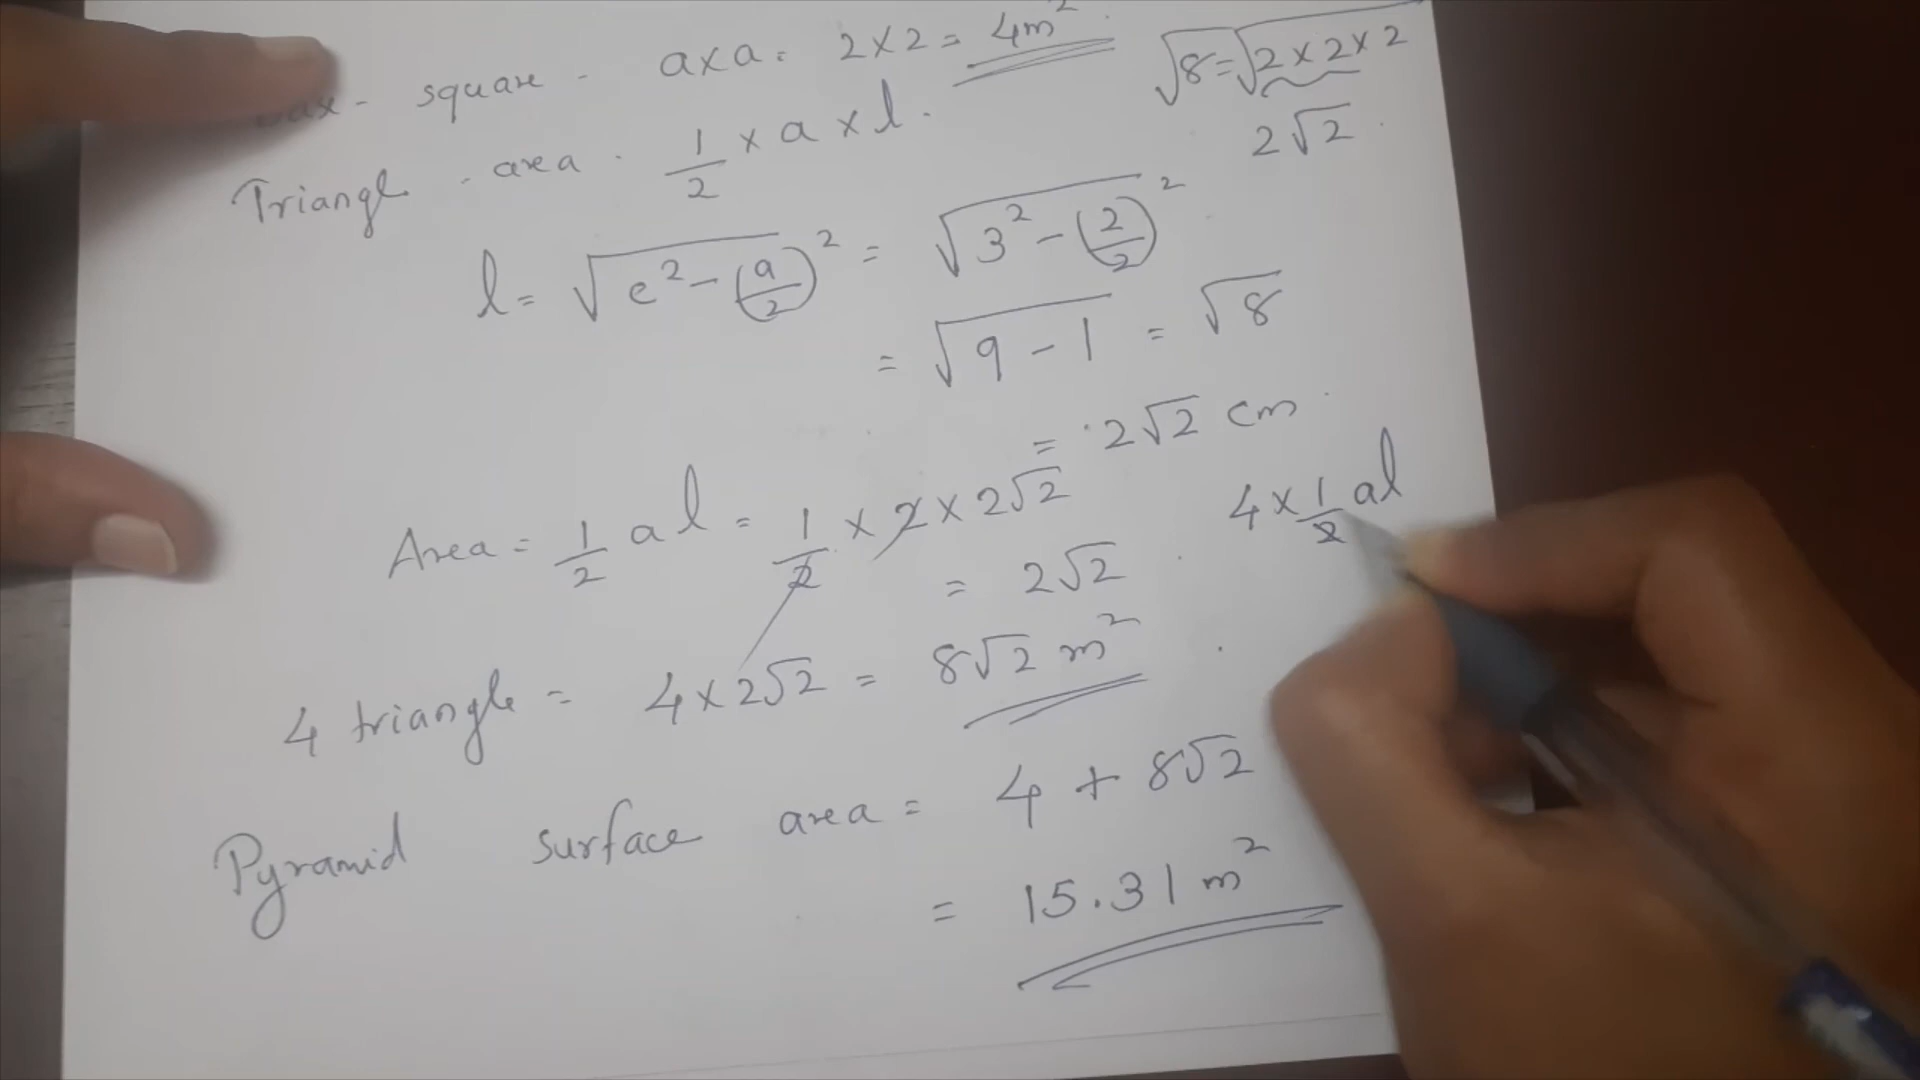 square - a×a = 2×2 = 4m²
√8 = √2×2×2
2√2
Triangle - area . 1/2 × a × l.
l = √e²-(a/2)² = √3²-(2/2)²
= √9-1 = √8
= 2√2 cm
Area = 1/2 a l = 1/2 × 2 × 2√2
= 2√2
4 × 1/2 al
4 triangle = 4×2√2 = 8√2 m²
Pyramid surface area = 4 + 8√2
= 15.31 m²